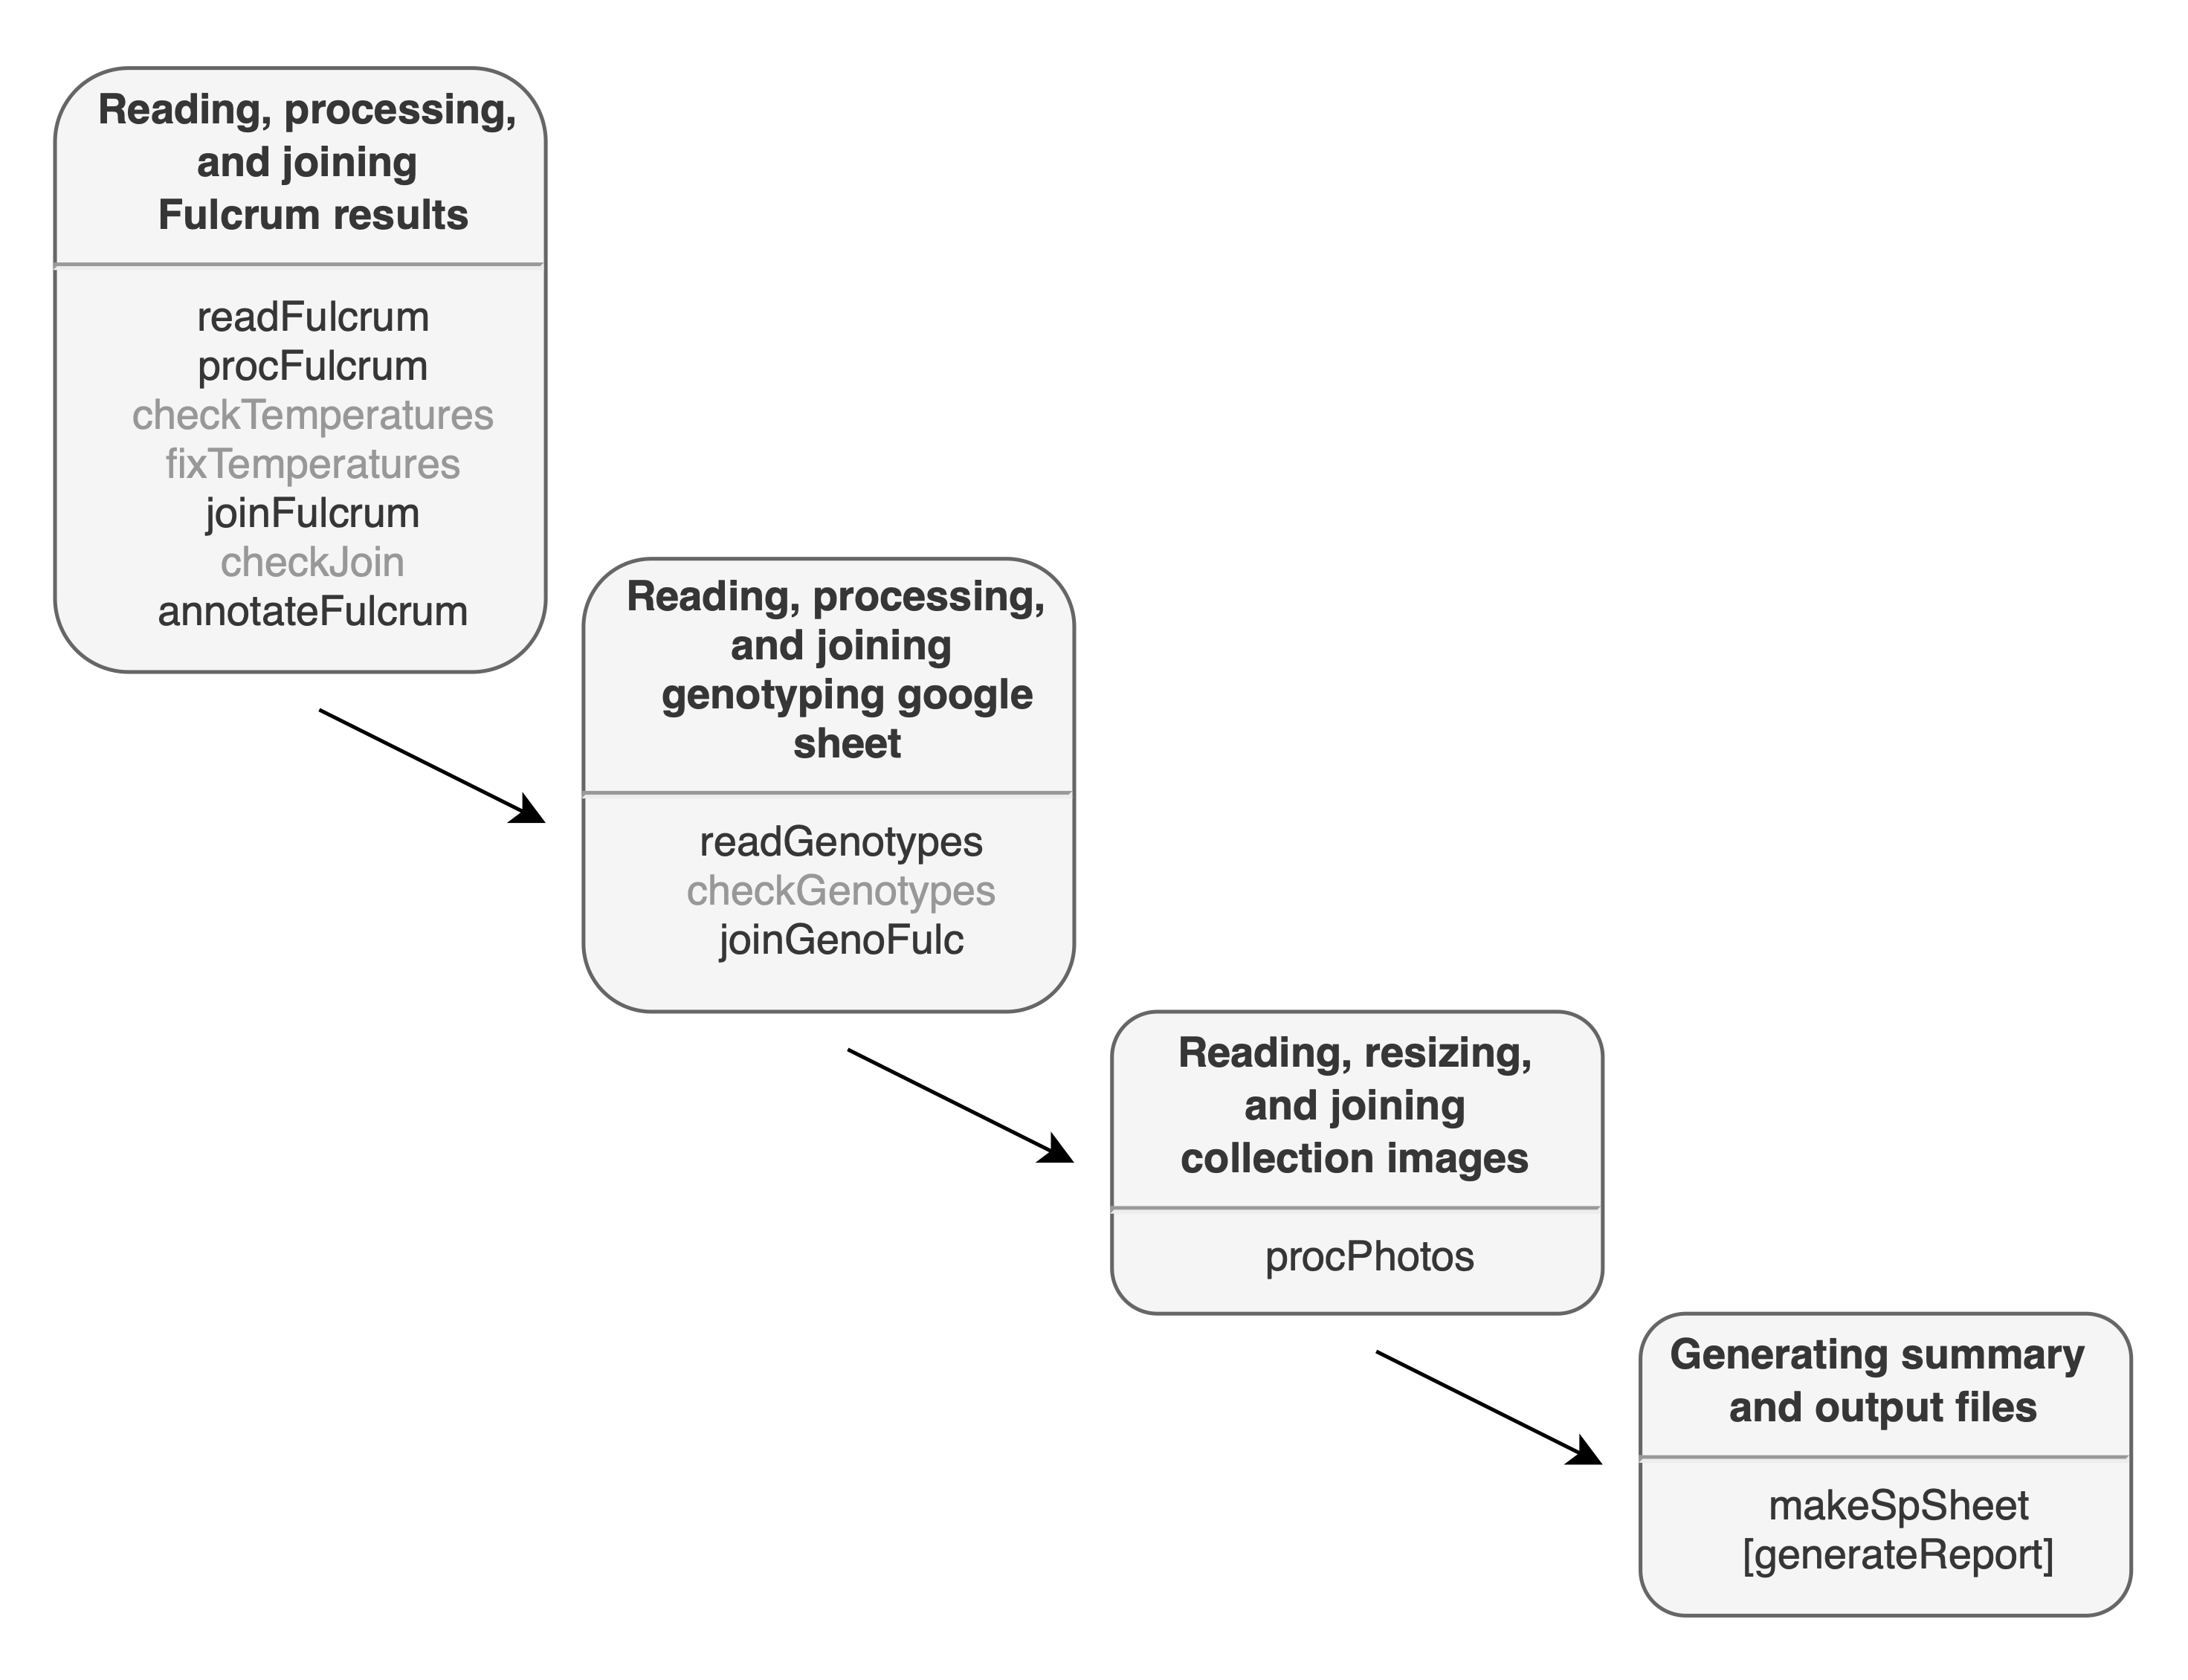 Reading, processing,
and joining
Fulcrum results
readFulcrum
procFulcrum
checkTemperatures
fixTemperatures
joinFulcrum
checkJoin
annotateFulcrum
Reading, processing,
and joining
genotyping google
sheet
readGenotypes
checkGenotypes
joinGenoFulc
Reading, resizing,
and joining
collection images
procPhotos
Generating summary
and output files
makeSpSheet
[generateReport]